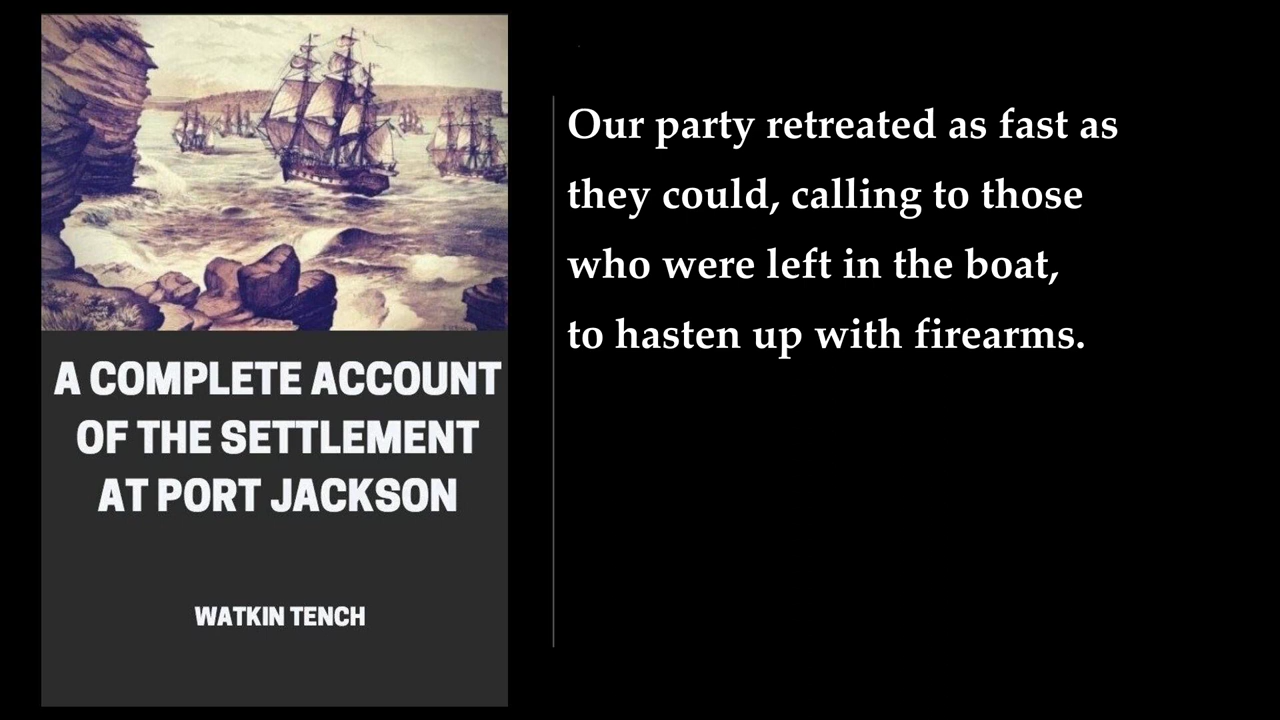 A COMPLETE ACCOUNT
OF THE SETTLEMENT
AT PORT JACKSON
WATKIN TENCH
Our party retreated as fast as
they could, calling to those
who were left in the boat,
to hasten up with firearms.